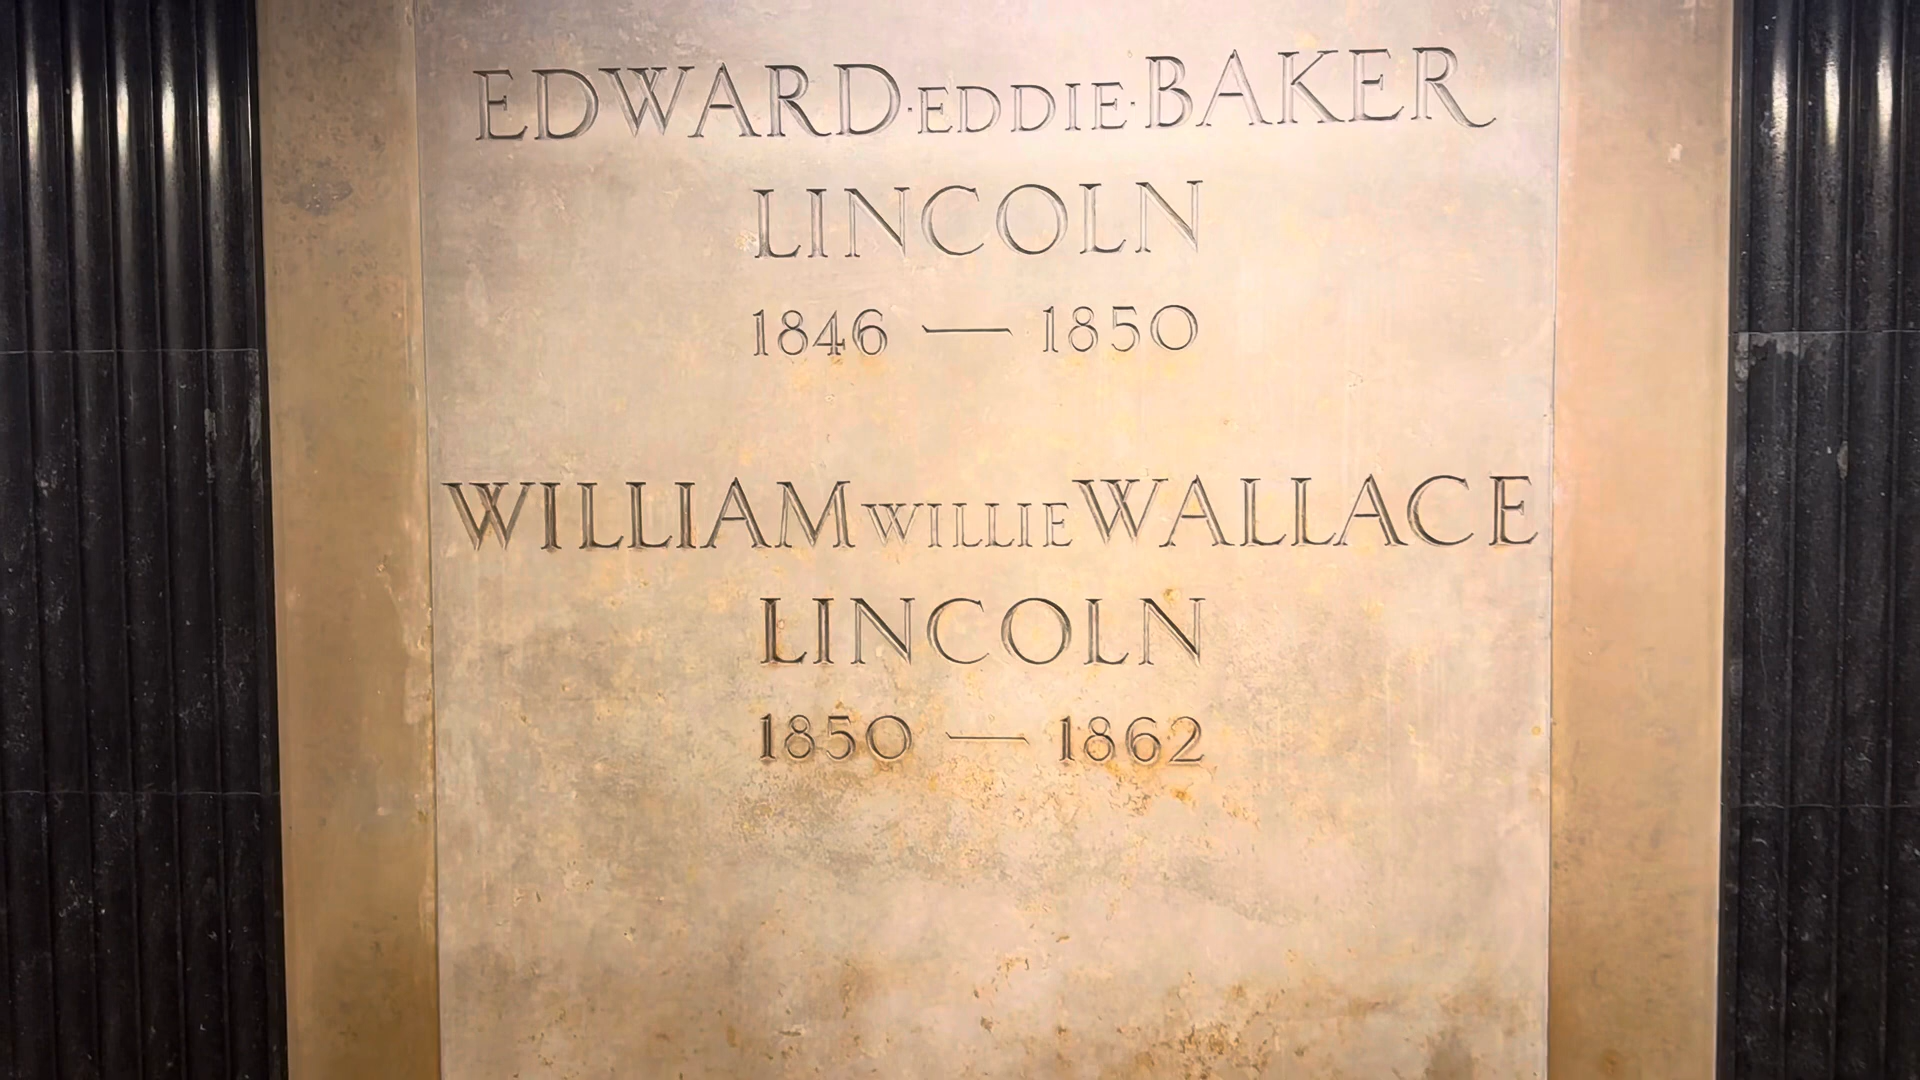 EDWARD·EDDIE·BAKER
LINCOLN
1846 — 1850
WILLIAM WILLIE WALLACE
LINCOLN
1850 — 1862